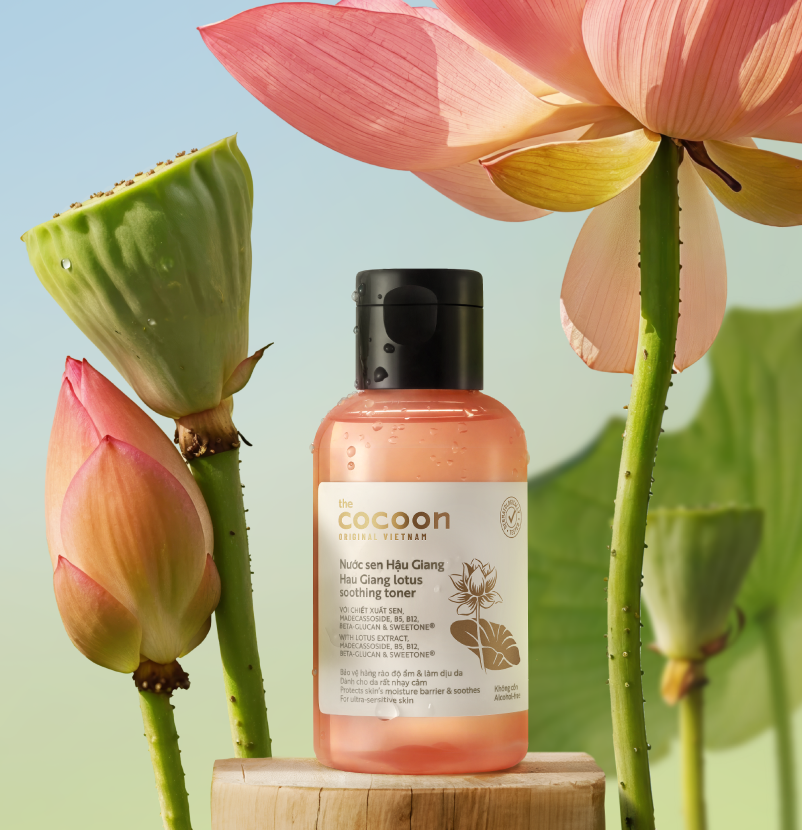 the
cocoon
ORIGINAL VIETNAM
Nước sen Hậu Giang
Hau Giang lotus
soothing toner
VỚI CHIẾT XUẤT SEN,
MADECASSOSIDE, B5, B12,
BETA-GLUCAN & SWEETONE®
WITH LOTUS EXTRACT,
MADECASSOSIDE, B5, B12,
BETA-GLUCAN & SWEETONE®
Bảo vệ hàng rào độ ẩm & làm dịu da
Dành cho da rất nhạy cảm
Protects skin's moisture barrier & soothes
For ultra-sensitive skin
Không cồn
Alcohol-free